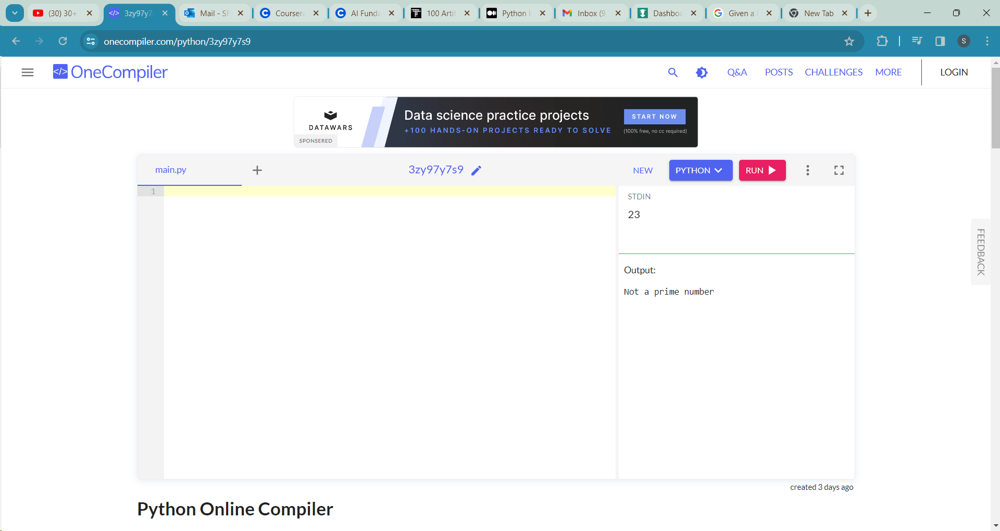 (30) 30+
3zy97y7
Mail - SF
Coursera
AI Funda
100 Artif
Python I
Inbox (9
Dashboa
Given a
New Tab
onecompiler.com/python/3zy97y7s9
S
</> OneCompiler
Q&A
POSTS
CHALLENGES
MORE
LOGIN
DATAWARS
SPONSERED
Data science practice projects
+100 HANDS-ON PROJECTS READY TO SOLVE
START NOW
(100% free, no cc required)
main.py
3zy97y7s9
NEW
PYTHON
RUN
1
STDIN
23
Output:
Not a prime number
FEEDBACK
created 3 days ago
Python Online Compiler